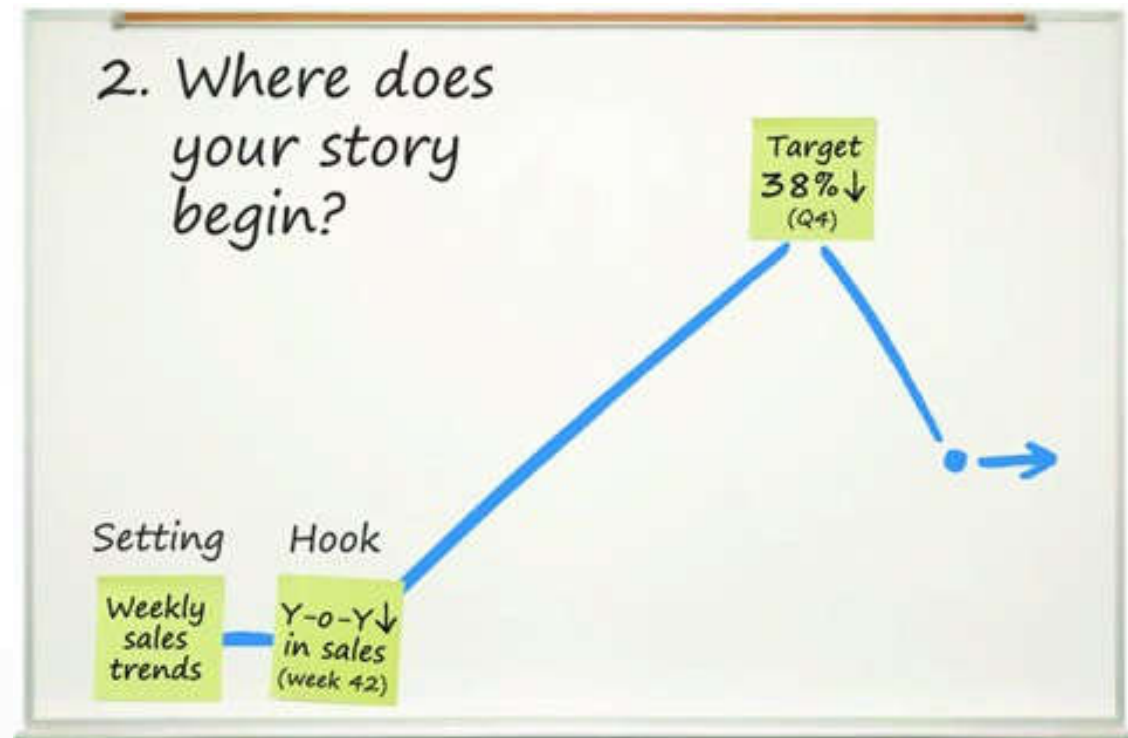 2. Where does
your story
begin?
Target
38%↓
(Q4)
Setting
Hook
Weekly
sales
trends
Y-o-Y↓
in sales
(week 42)